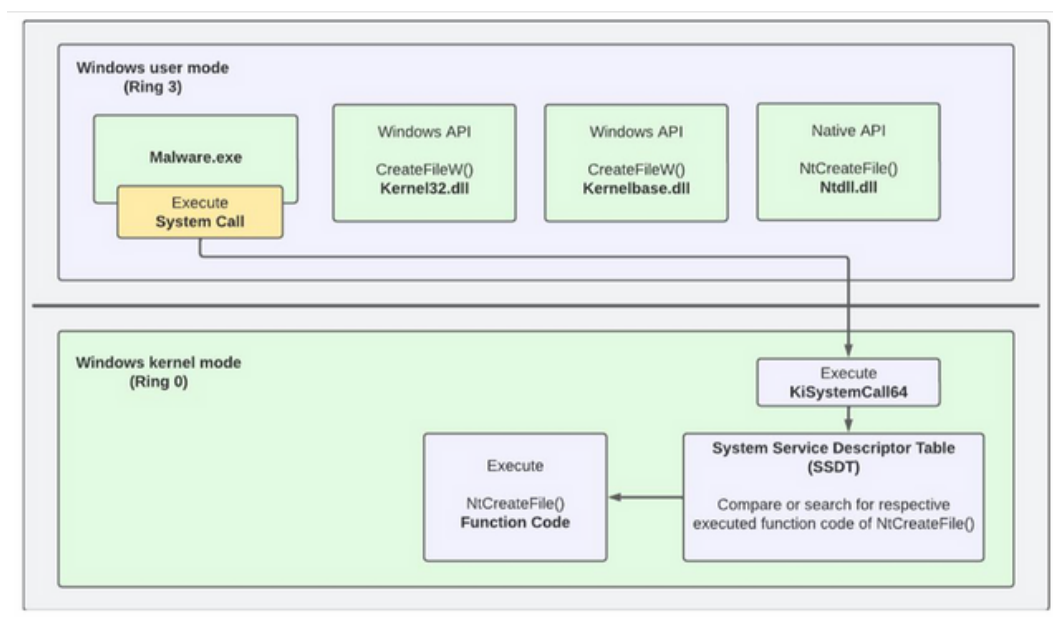 Windows user mode
(Ring 3)
Malware.exe
Execute
System Call
Windows API
CreateFileW()
Kernel32.dll
Windows API
CreateFileW()
Kernelbase.dll
Native API
NtCreateFile()
Ntdll.dll
Windows kernel mode
(Ring 0)
Execute
KiSystemCall64
System Service Descriptor Table
(SSDT)
Compare or search for respective
executed function code of NtCreateFile()
Execute
NtCreateFile()
Function Code